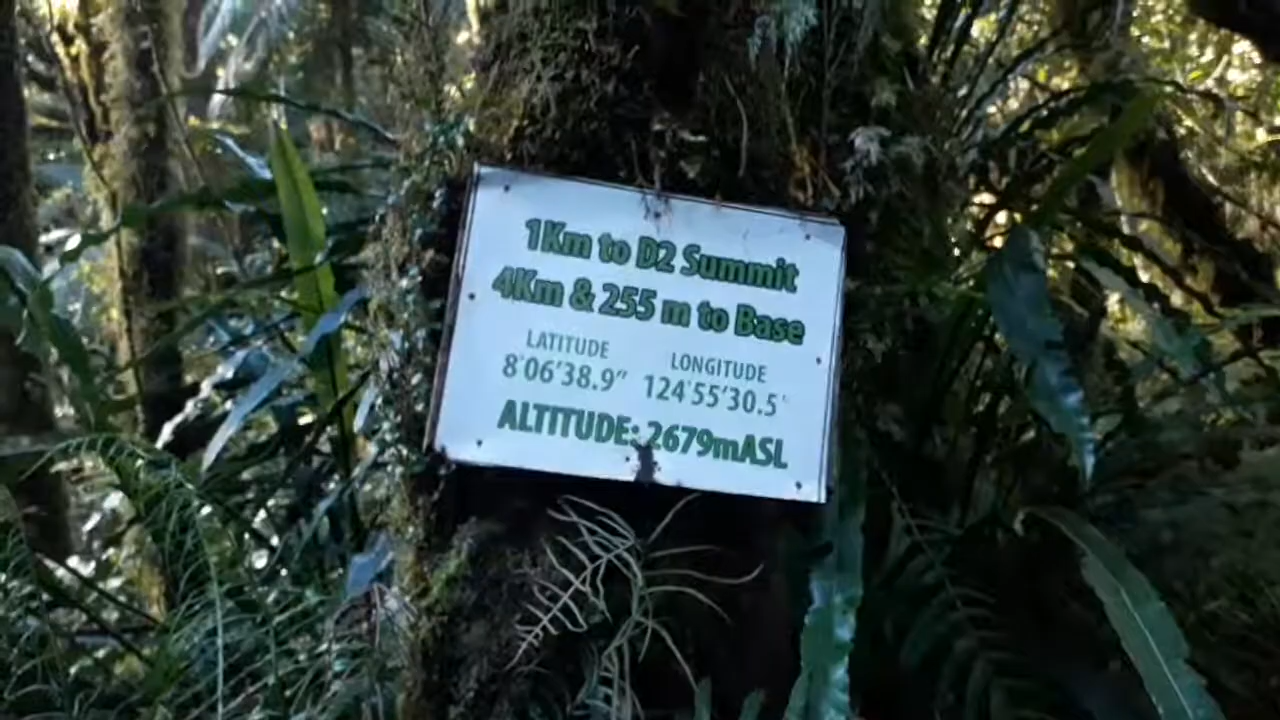 1Km to D2 Summit
4Km & 255 m to Base
LATITUDE LONGITUDE
8°06'38.9" 124°55'30.5'
ALTITUDE: 2679mASL